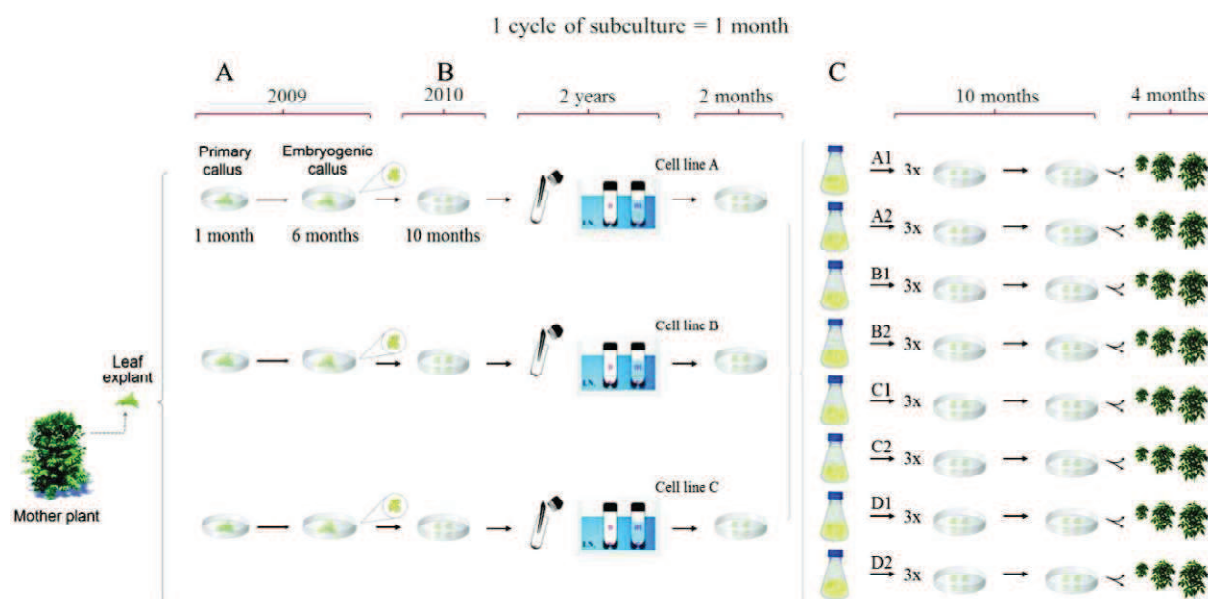 1 cycle of subculture = 1 month
A
B
C
2009
2010
2 years
2 months
10 months
4 months
Primary
callus
Embryogenic
callus
Cell line A
1 month
6 months
10 months
Cell line B
Cell line C
Leaf
explant
Mother plant
A1
3x
A2
3x
B1
3x
B2
3x
C1
3x
C2
3x
D1
3x
D2
3x